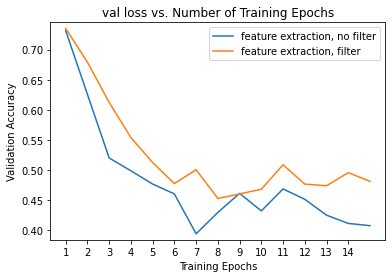 val loss vs. Number of Training Epochs
feature extraction, no filter
feature extraction, filter
Validation Accuracy
0.70
0.65
0.60
0.55
0.50
0.45
0.40
1 2 3 4 5 6 7 8 9 10 11 12 13 14
Training Epochs